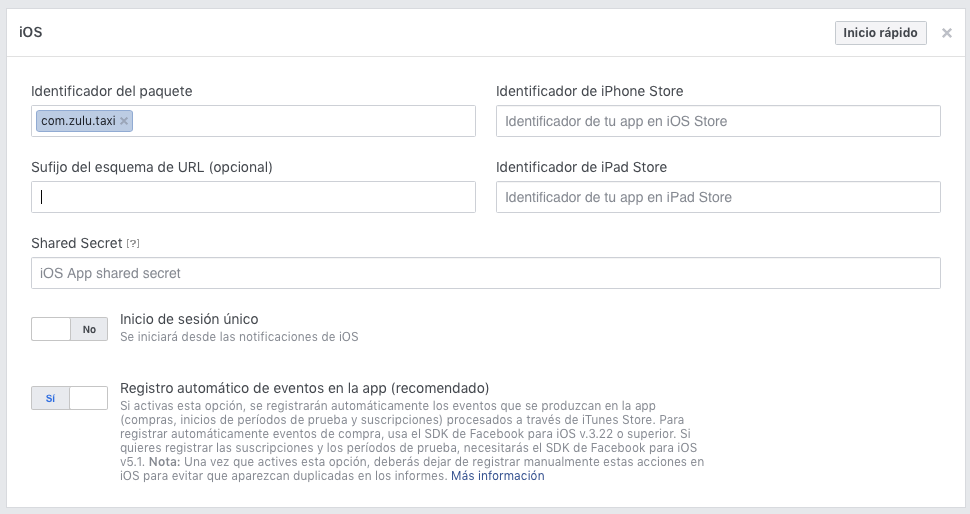 iOS
Inicio rápido ×
Identificador del paquete
com.zulu.taxi ×
Identificador de iPhone Store
Identificador de tu app en iOS Store
Sufijo del esquema de URL (opcional)
Identificador de iPad Store
Identificador de tu app en iPad Store
Shared Secret [?]
iOS App shared secret
No
Inicio de sesión único
Se iniciará desde las notificaciones de iOS
Sí
Registro automático de eventos en la app (recomendado)
Si activas esta opción, se registrarán automáticamente los eventos que se produzcan en la app
(compras, inicios de períodos de prueba y suscripciones) procesados a través de iTunes Store. Para
registrar automáticamente eventos de compra, usa el SDK de Facebook para iOS v.3.22 o superior. Si
quieres registrar las suscripciones y los períodos de prueba, necesitarás el SDK de Facebook para iOS
v5.1. Nota: Una vez que actives esta opción, deberás dejar de registrar manualmente estas acciones en
iOS para evitar que aparezcan duplicadas en los informes. Más información